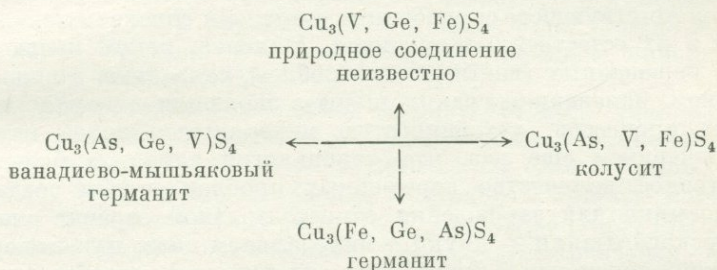 Cu₃(V, Ge, Fe)S₄
природное соединение
неизвестно
Cu₃(As, Ge, V)S₄
ванадиево-мышьяковый
германит
Cu₃(As, V, Fe)S₄
колусит
Cu₃(Fe, Ge, As)S₄
германит